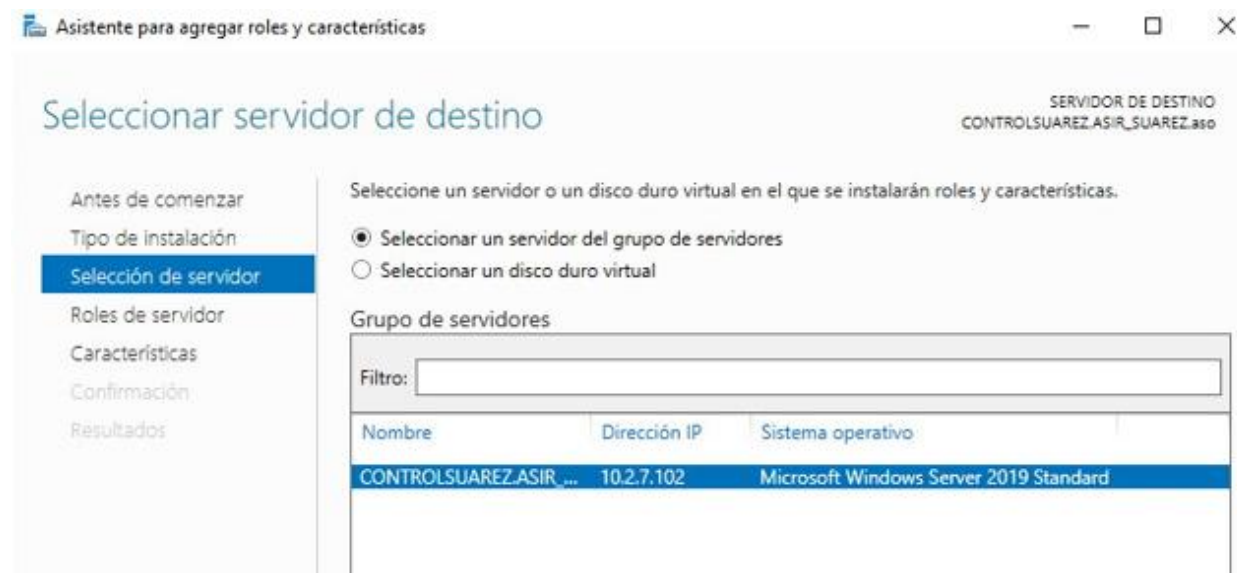 Asistente para agregar roles y características
Seleccionar servidor de destino
SERVIDOR DE DESTINO
CONTROLSUAREZ.ASIR_SUAREZ.aso
Antes de comenzar
Tipo de instalación
Selección de servidor
Roles de servidor
Características
Confirmación
Resultados
Seleccione un servidor o un disco duro virtual en el que se instalarán roles y características.
Seleccionar un servidor del grupo de servidores
Seleccionar un disco duro virtual
Grupo de servidores
Filtro:
Nombre Dirección IP Sistema operativo
CONTROLSUAREZ.ASIR_... 10.2.7.102 Microsoft Windows Server 2019 Standard